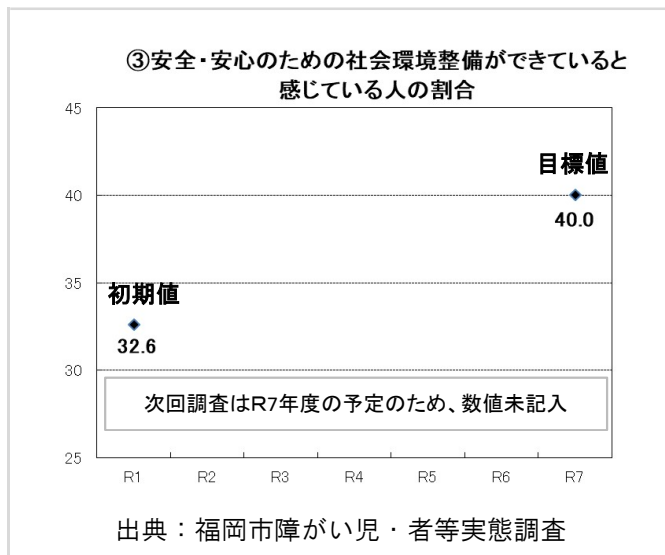 ③安全・安心のための社会環境整備ができていると
感じている人の割合
45
40
35
30
25
目標値
40.0
初期値
32.6
次回調査はR7年度の予定のため、数値未記入
R1 R2 R3 R4 R5 R6 R7
出典：福岡市障がい児・者等実態調査